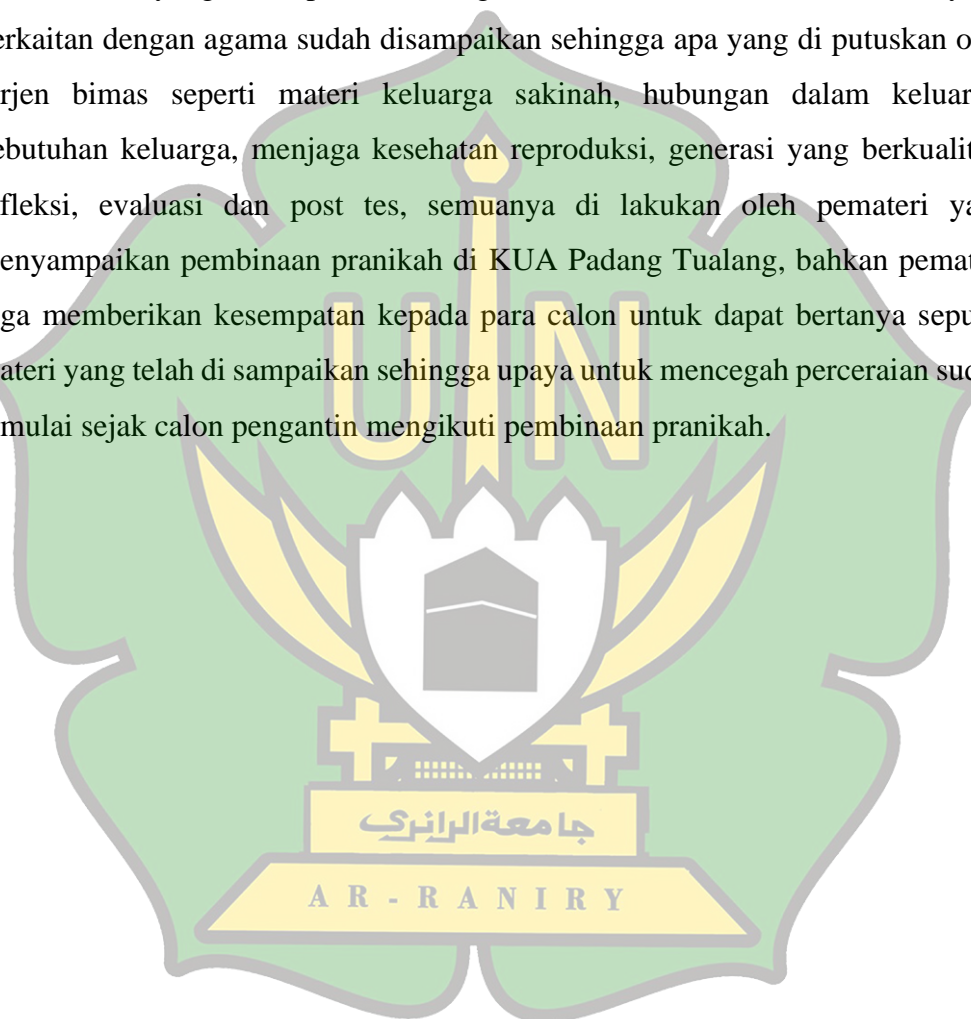 erkaitan dengan agama sudah disampaikan sehingga apa yang di putuskan o
rjen bimas seperti materi keluarga sakinah, hubungan dalam keluar
ebutuhan keluarga, menjaga kesehatan reproduksi, generasi yang berkualit
fleksi, evaluasi dan post tes, semuanya di lakukan oleh pemateri ya
enyampaikan pembinaan pranikah di KUA Padang Tualang, bahkan pemat
ga memberikan kesempatan kepada para calon untuk dapat bertanya sepu
ateri yang telah di sampaikan sehingga upaya untuk mencegah perceraian sud
mulai sejak calon pengantin mengikuti pembinaan pranikah.
UIN
جامعةالرانري
AR-RANIRY